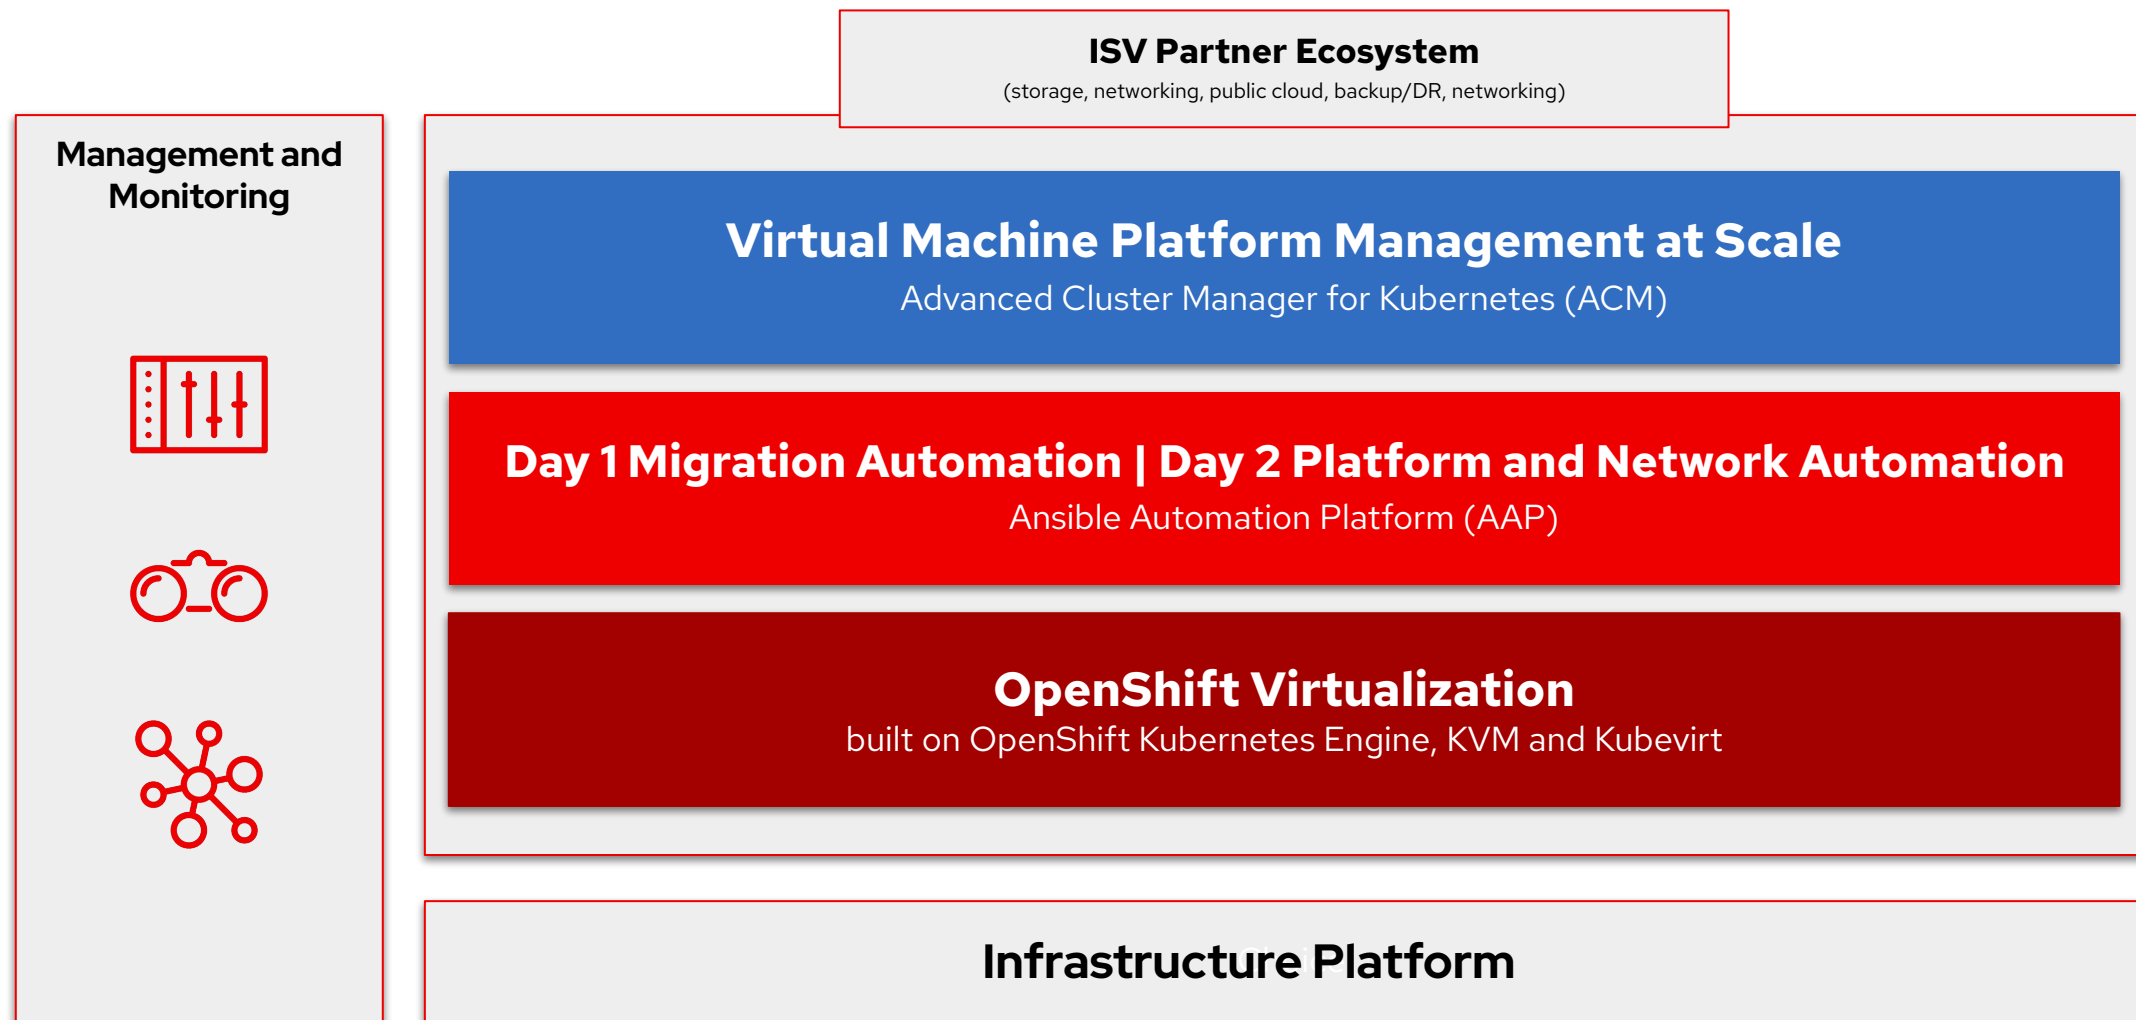 ISV Partner Ecosystem
(storage, networking, public cloud, backup/DR, networking)
Management and
Monitoring
Virtual Machine Platform Management at Scale
Advanced Cluster Manager for Kubernetes (ACM)
Day 1 Migration Automation | Day 2 Platform and Network Automation
Ansible Automation Platform (AAP)
OpenShift Virtualization
built on OpenShift Kubernetes Engine, KVM and Kubevirt
Infrastructure Platform